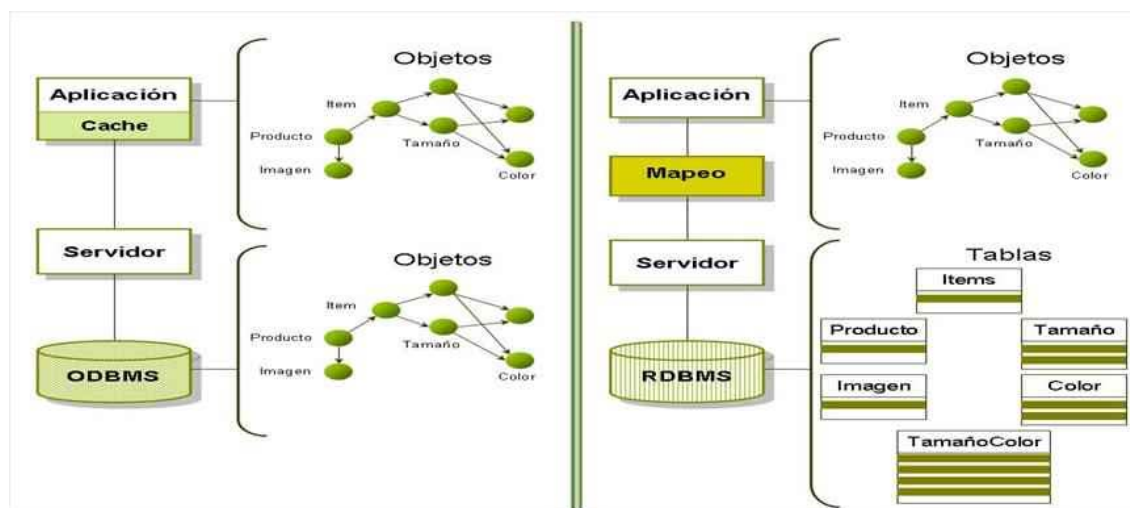 Aplicación
Cache
Servidor
ODBMS
Objetos
Item
Producto
Tamaño
Imagen
Color
Objetos
Item
Producto
Tamaño
Imagen
Color
Aplicación
Mapeo
Servidor
RDBMS
Objetos
Item
Producto
Tamaño
Imagen
Color
Tablas
Items
Producto
Tamaño
Imagen
Color
TamañoColor